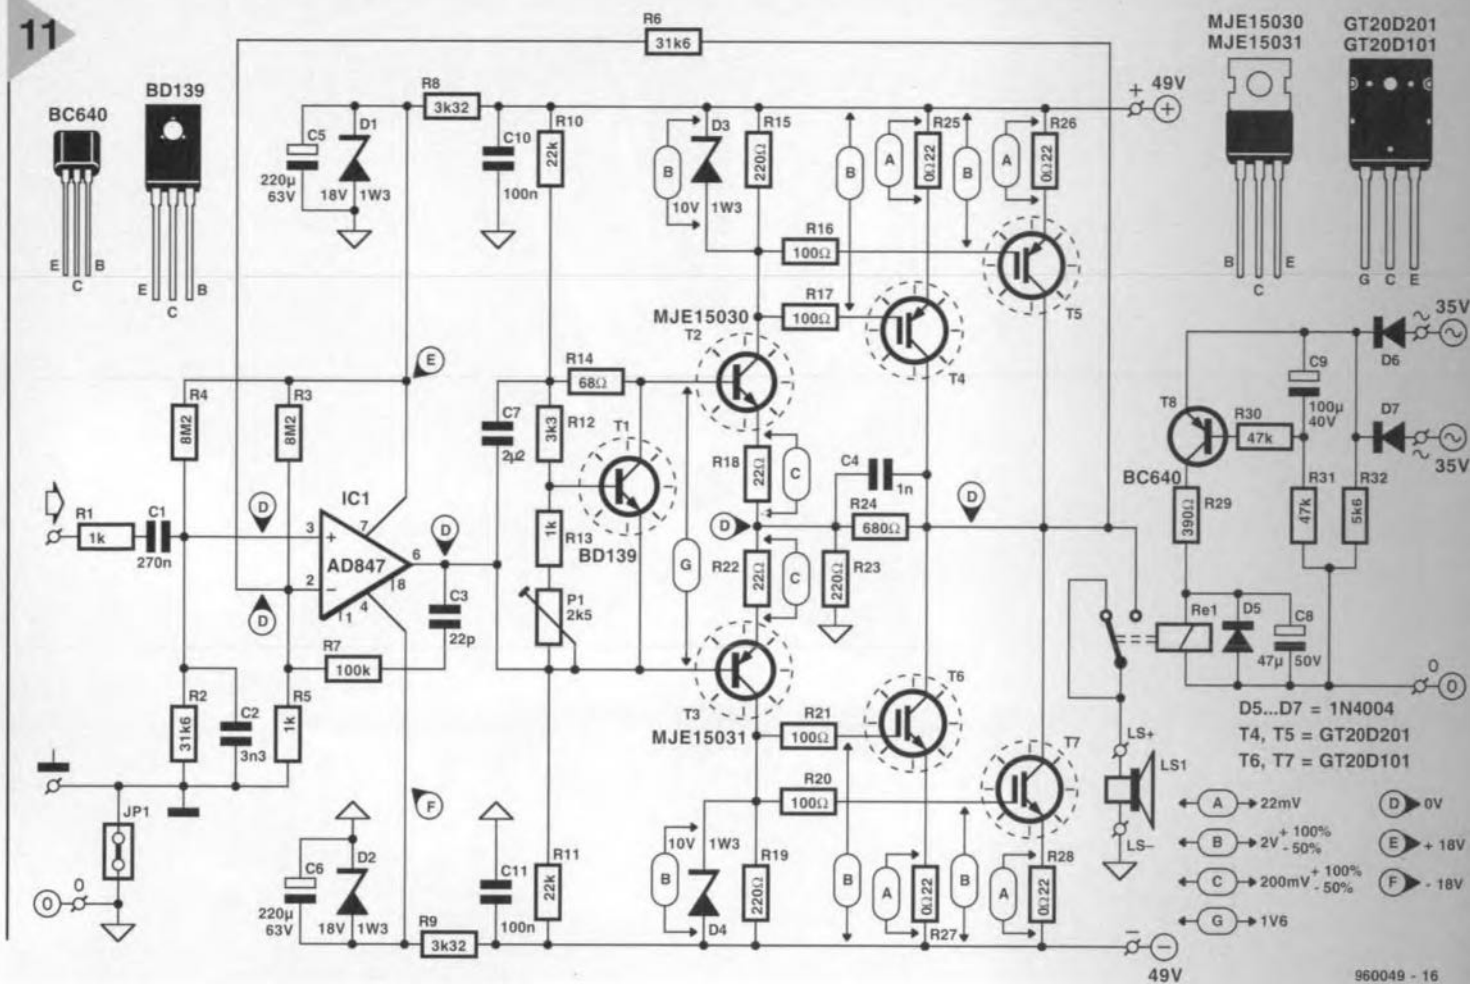 11
R6
31k6
MJE15030
MJE15031
GT20D201
GT20D101
BC640
BD139
E
C
B
E
C
B
B
C
E
G
C
E
R8
3k32
+
49V
+
C5
220µ
63V
D1
18V
1W3
C10
100n
R10
22k
D3
10V
1W3
B
R15
220Ω
B
A
R25
0Ω22
B
A
R26
0Ω22
R16
100Ω
R17
100Ω
T5
T4
MJE15030
T2
E
R14
68Ω
R4
8M2
R3
8M2
C7
2µ2
R12
3k3
T1
BD139
R18
22Ω
C
C4
1n
D
R24
680Ω
D
R22
22Ω
C
R23
220Ω
G
R13
1k
P1
2k5
R1
1k
C1
270n
D
D
IC1
AD847
3
+
2
−
7
6
8
4
1
D
C3
22p
R7
100k
R2
31k6
C2
3n3
R5
1k
T3
MJE15031
R21
100Ω
T6
R20
100Ω
T7
JP1
0
0
F
C6
220µ
63V
D2
18V
1W3
R9
3k32
C11
100n
R11
22k
B
10V
1W3
D4
R19
220Ω
B
A
R27
0Ω22
B
A
R28
0Ω22
−
−
49V
35V
~
D6
35V
~
D7
C9
100µ
40V
T8
BC640
R30
47k
R29
390Ω
R31
47k
R32
5k6
Re1
D5
C8
47µ
50V
0
0
LS+
LS1
LS−
D5...D7 = 1N4004
T4, T5 = GT20D201
T6, T7 = GT20D101
A 22mV
D 0V
B 2V + 100% - 50%
E + 18V
C 200mV + 100% - 50%
F - 18V
G 1V6
960049 - 16